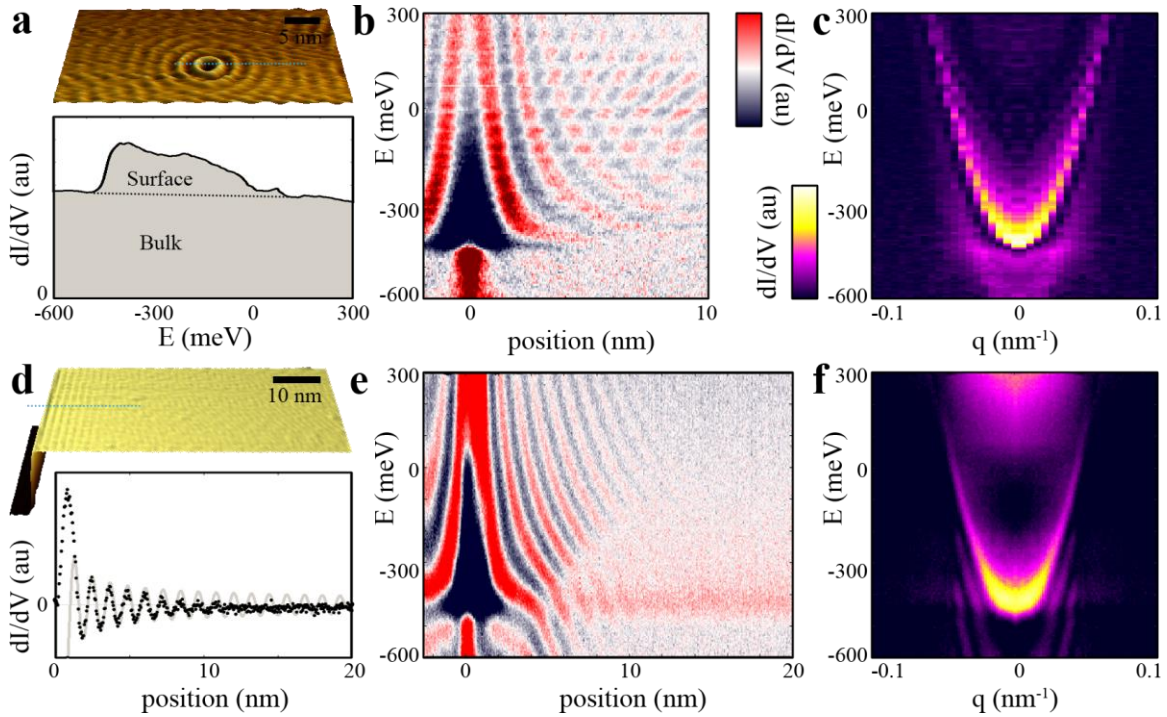 a
5 nm
dI/dV (au)
Surface
Bulk
0
-600 -300 0 300
E (meV)
b
300
0
-300
-600
E (meV)
0 10
position (nm)
dI/dV (au)
c
300
0
-300
-600
E (meV)
dI/dV (au)
-0.1 0 0.1
q (nm⁻¹)
d
10 nm
dI/dV (au)
0
0 10 20
position (nm)
e
300
0
-300
-600
E (meV)
0 10 20
position (nm)
f
300
0
-300
-600
E (meV)
-0.1 0 0.1
q (nm⁻¹)